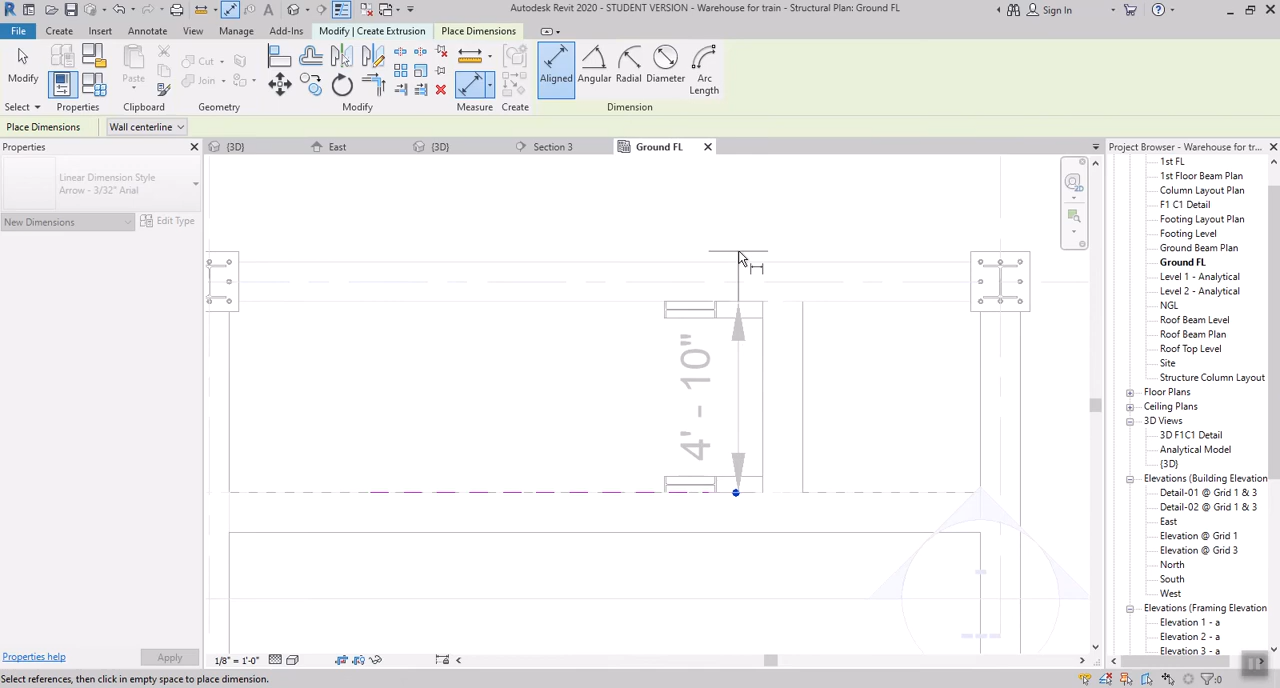 Autodesk Revit 2020 - STUDENT VERSION - Warehouse for train - Structural Plan: Ground FL
Sign In
File Create Insert Annotate View Manage Add-Ins Modify | Create Extrusion Place Dimensions
Modify
Paste
Cut
Join
Aligned Angular Radial Diameter Arc Length
Select Properties Clipboard Geometry Modify Measure Create Dimension
Place Dimensions Wall centerline
Properties
{3D} East {3D} Section 3 Ground FL
Project Browser - Warehouse for tr...
Linear Dimension Style
Arrow - 3/32" Arial
New Dimensions Edit Type
2D
4' - 10"
1st FL
1st Floor Beam Plan
Column Layout Plan
F1 C1 Detail
Footing Layout Plan
Footing Level
Ground Beam Plan
Ground FL
Level 1 - Analytical
Level 2 - Analytical
NGL
Roof Beam Level
Roof Beam Plan
Roof Top Level
Site
Structure Column Layout
Floor Plans
Ceiling Plans
3D Views
3D F1C1 Detail
Analytical Model
{3D}
Elevations (Building Elevation
Detail-01 @ Grid 1 & 3
Detail-02 @ Grid 1 & 3
East
Elevation @ Grid 1
Elevation @ Grid 3
North
South
West
Elevations (Framing Elevation
Elevation 1 - a
Elevation 2 - a
Elevation 3 - a
Properties help Apply
1/8" = 1'-0"
Select references, then click in empty space to place dimension.
:0